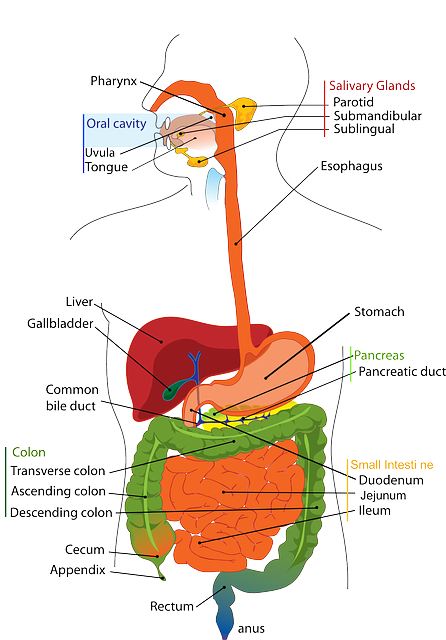 Pharynx
Salivary Glands
Parotid
Submandibular
Sublingual
Oral cavity
Uvula
Tongue
Esophagus
Liver
Gallbladder
Stomach
Pancreas
Pancreatic duct
Common
bile duct
Colon
Transverse colon
Ascending colon
Descending colon
Small Intesti ne
Duodenum
Jejunum
Ileum
Cecum
Appendix
Rectum
anus